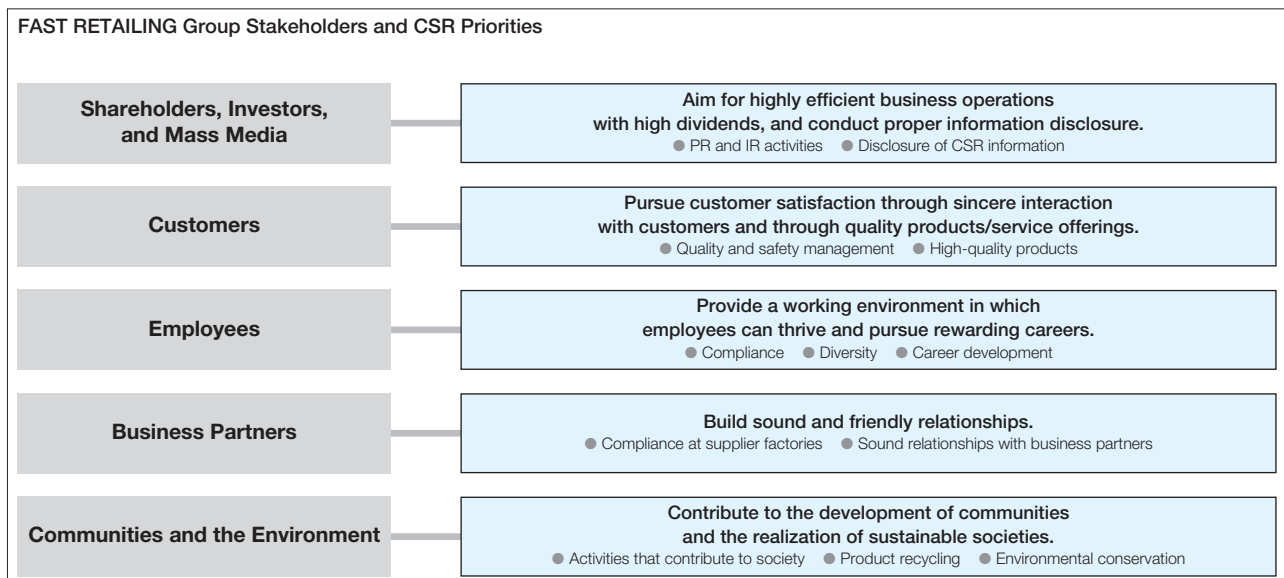 FAST RETAILING Group Stakeholders and CSR Priorities
Shareholders, Investors,
and Mass Media
Aim for highly efficient business operations
with high dividends, and conduct proper information disclosure.
● PR and IR activities ● Disclosure of CSR information
Customers
Pursue customer satisfaction through sincere interaction
with customers and through quality products/service offerings.
● Quality and safety management ● High-quality products
Employees
Provide a working environment in which
employees can thrive and pursue rewarding careers.
● Compliance ● Diversity ● Career development
Business Partners
Build sound and friendly relationships.
● Compliance at supplier factories ● Sound relationships with business partners
Communities and the Environment
Contribute to the development of communities
and the realization of sustainable societies.
● Activities that contribute to society ● Product recycling ● Environmental conservation